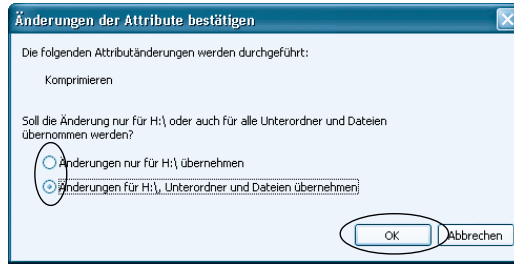 Änderungen der Attribute bestätigen
Die folgenden Attributänderungen werden durchgeführt:
Komprimieren
Soll die Änderung nur für H:\ oder auch für alle Unterordner und Dateien
übernommen werden?
Änderungen nur für H:\ übernehmen
Änderungen für H:\, Unterordner und Dateien übernehmen
OK
Abbrechen